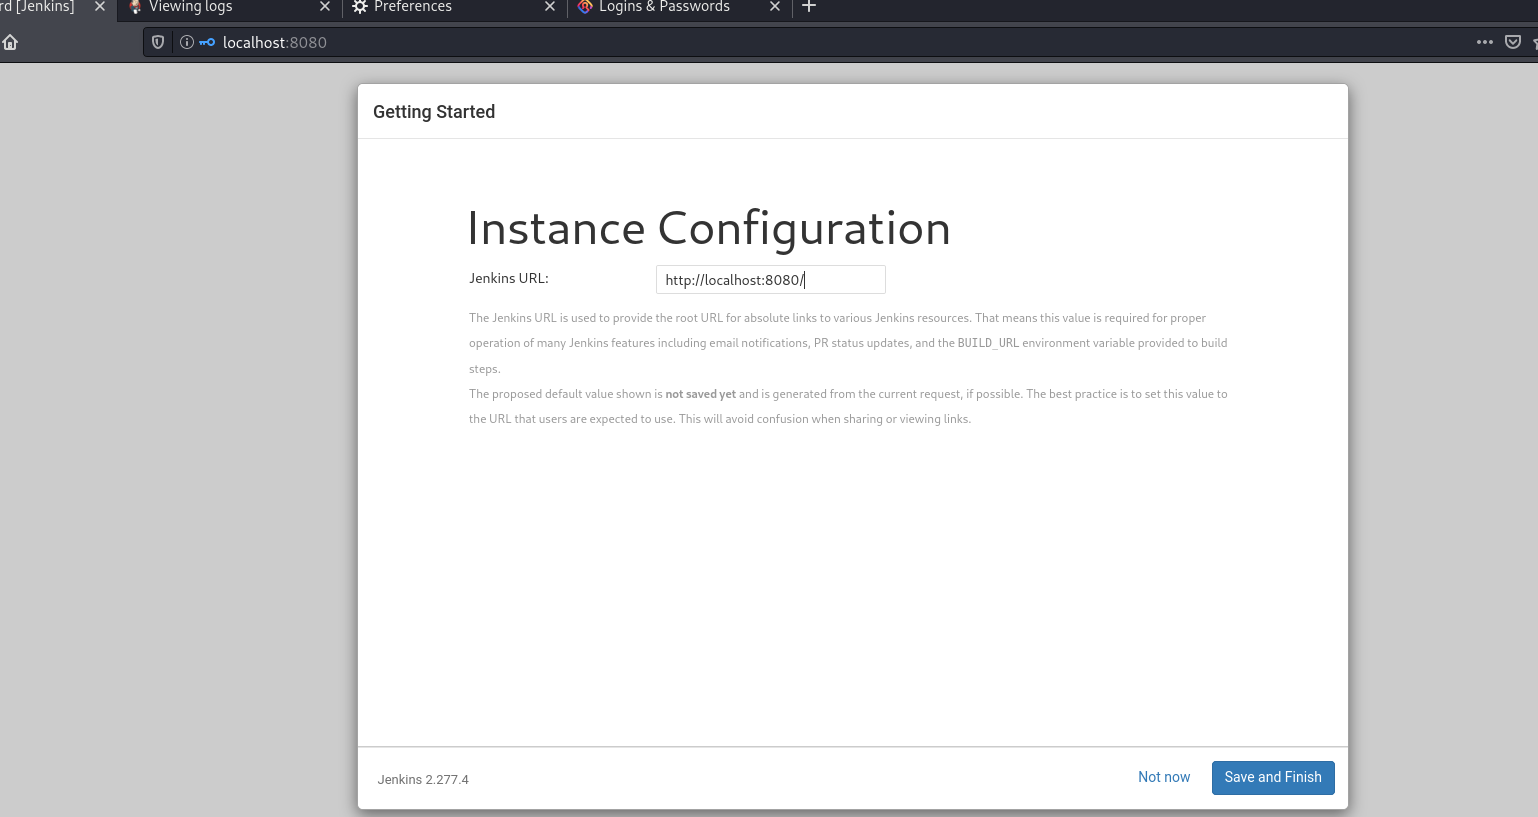 rd [Jenkins]
Viewing logs
Preferences
Logins & Passwords
localhost:8080
Getting Started
Instance Configuration
Jenkins URL:
http://localhost:8080/
The Jenkins URL is used to provide the root URL for absolute links to various Jenkins resources. That means this value is required for proper
operation of many Jenkins features including email notifications, PR status updates, and the BUILD_URL environment variable provided to build
steps.
The proposed default value shown is not saved yet and is generated from the current request, if possible. The best practice is to set this value to
the URL that users are expected to use. This will avoid confusion when sharing or viewing links.
Jenkins 2.277.4
Not now
Save and Finish